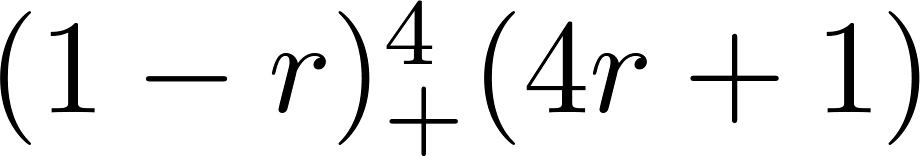 (1 − r)₊⁴(4r + 1)